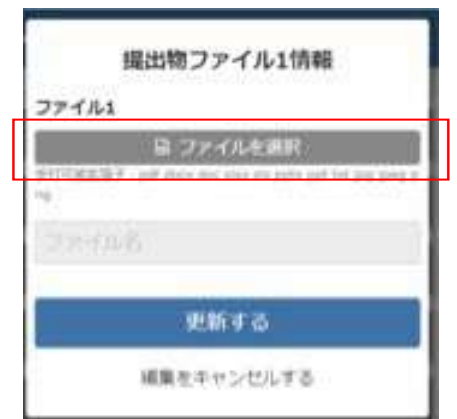 提出物ファイル1情報
ファイル1
ファイルを選択
ファイル名
更新する
編集をキャンセルする